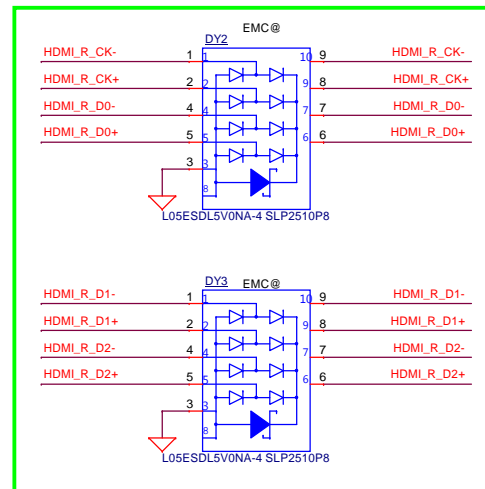 EMC@
DY2
HDMI_R_CK- 1 1 10 9 HDMI_R_CK-
HDMI_R_CK+ 2 2 9 8 HDMI_R_CK+
HDMI_R_D0- 4 4 7 7 HDMI_R_D0-
HDMI_R_D0+ 5 5 6 6 HDMI_R_D0+
3 3
8
L05ESDL5V0NA-4 SLP2510P8
DY3 EMC@
HDMI_R_D1- 1 1 10 9 HDMI_R_D1-
HDMI_R_D1+ 2 2 9 8 HDMI_R_D1+
HDMI_R_D2- 4 4 7 7 HDMI_R_D2-
HDMI_R_D2+ 5 5 6 6 HDMI_R_D2+
3 3
8
L05ESDL5V0NA-4 SLP2510P8